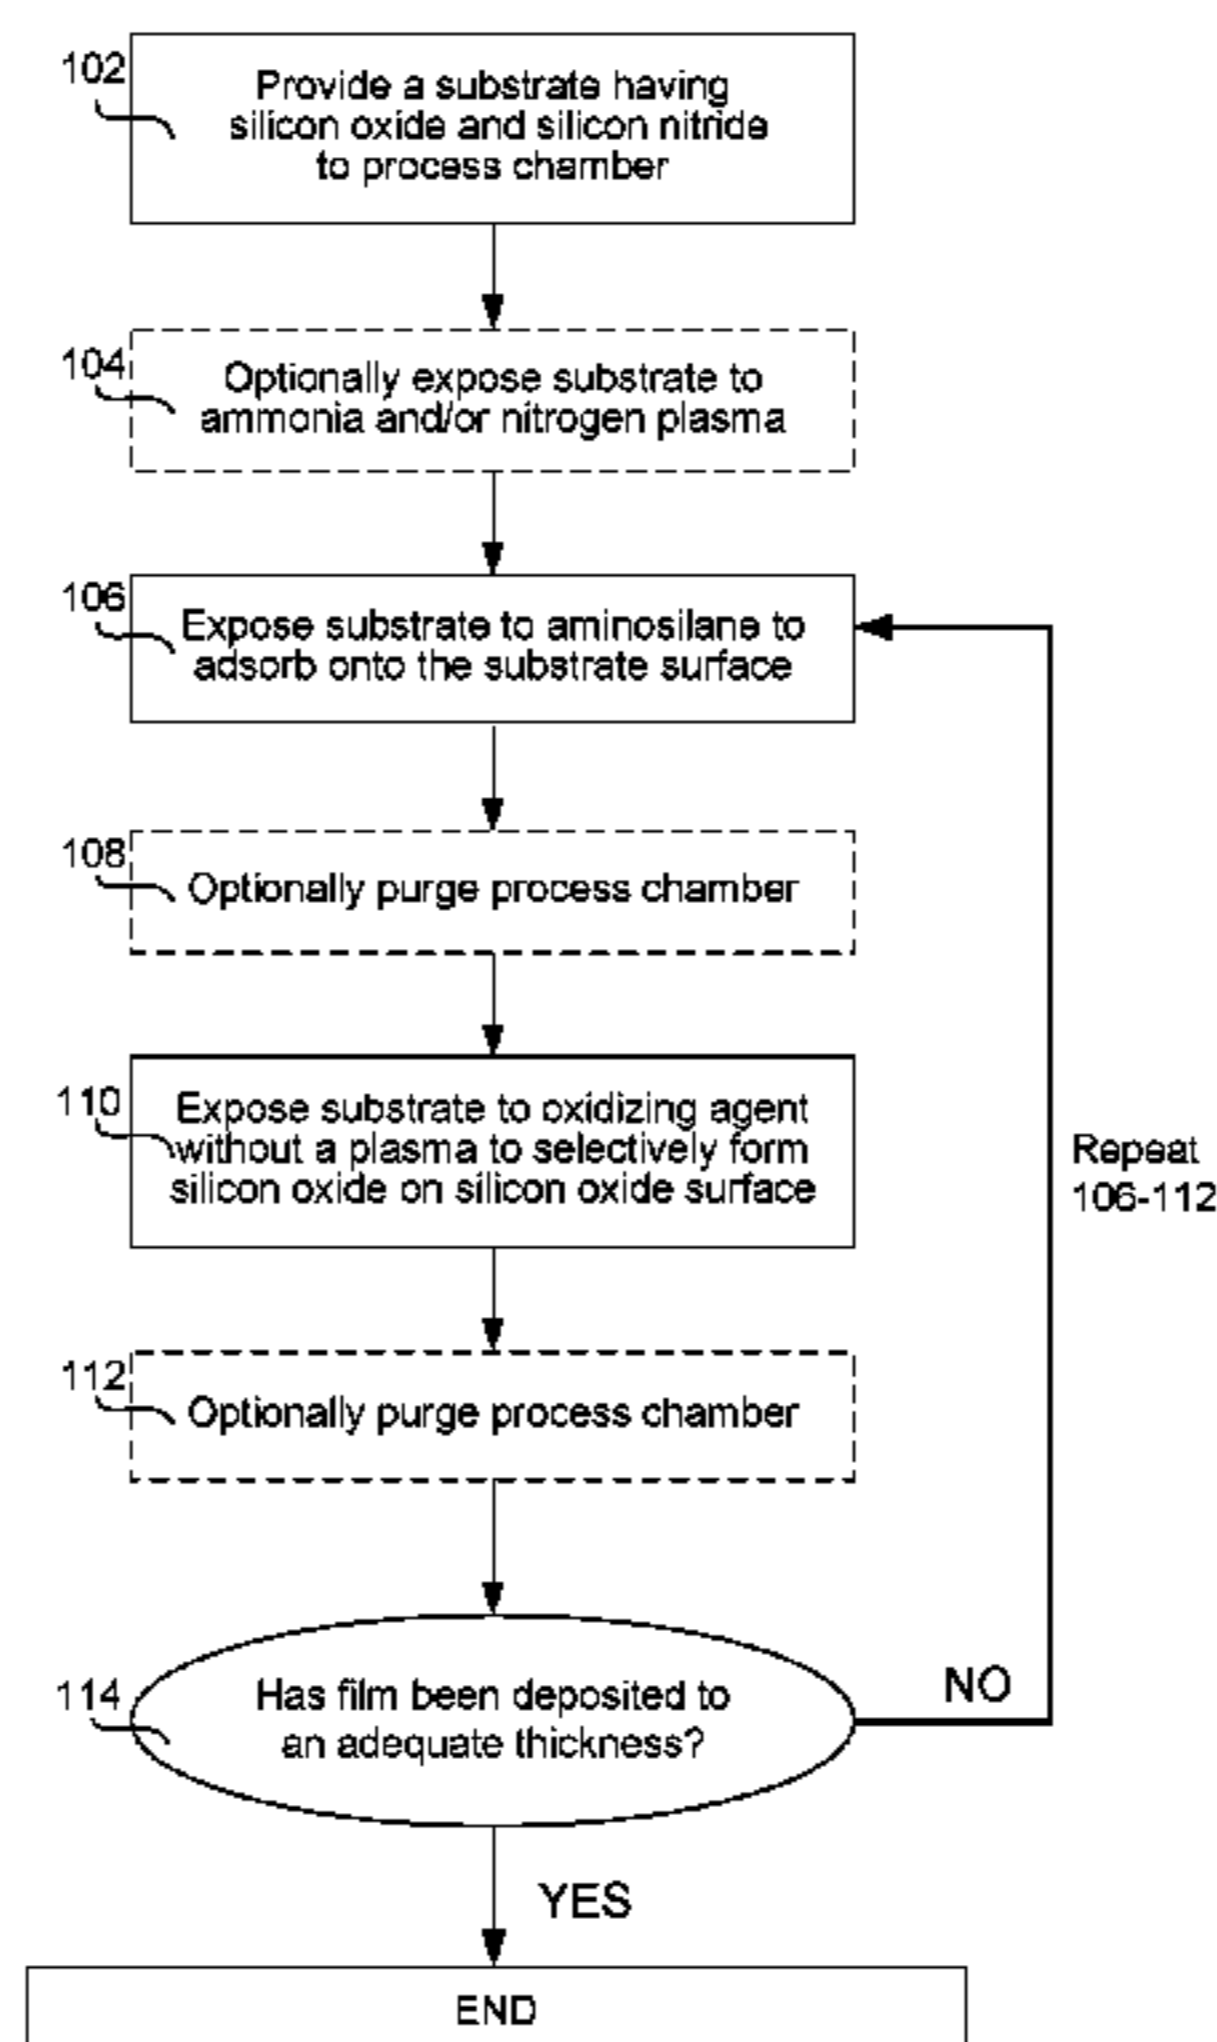 102
Provide a substrate having
silicon oxide and silicon nitride
to process chamber
104
Optionally expose substrate to
ammonia and/or nitrogen plasma
106
Expose substrate to aminosilane to
adsorb onto the substrate surface
108
Optionally purge process chamber
110
Expose substrate to oxidizing agent
without a plasma to selectively form
silicon oxide on silicon oxide surface
Repeat
106-112
112
Optionally purge process chamber
114
Has film been deposited to
an adequate thickness?
NO
YES
END